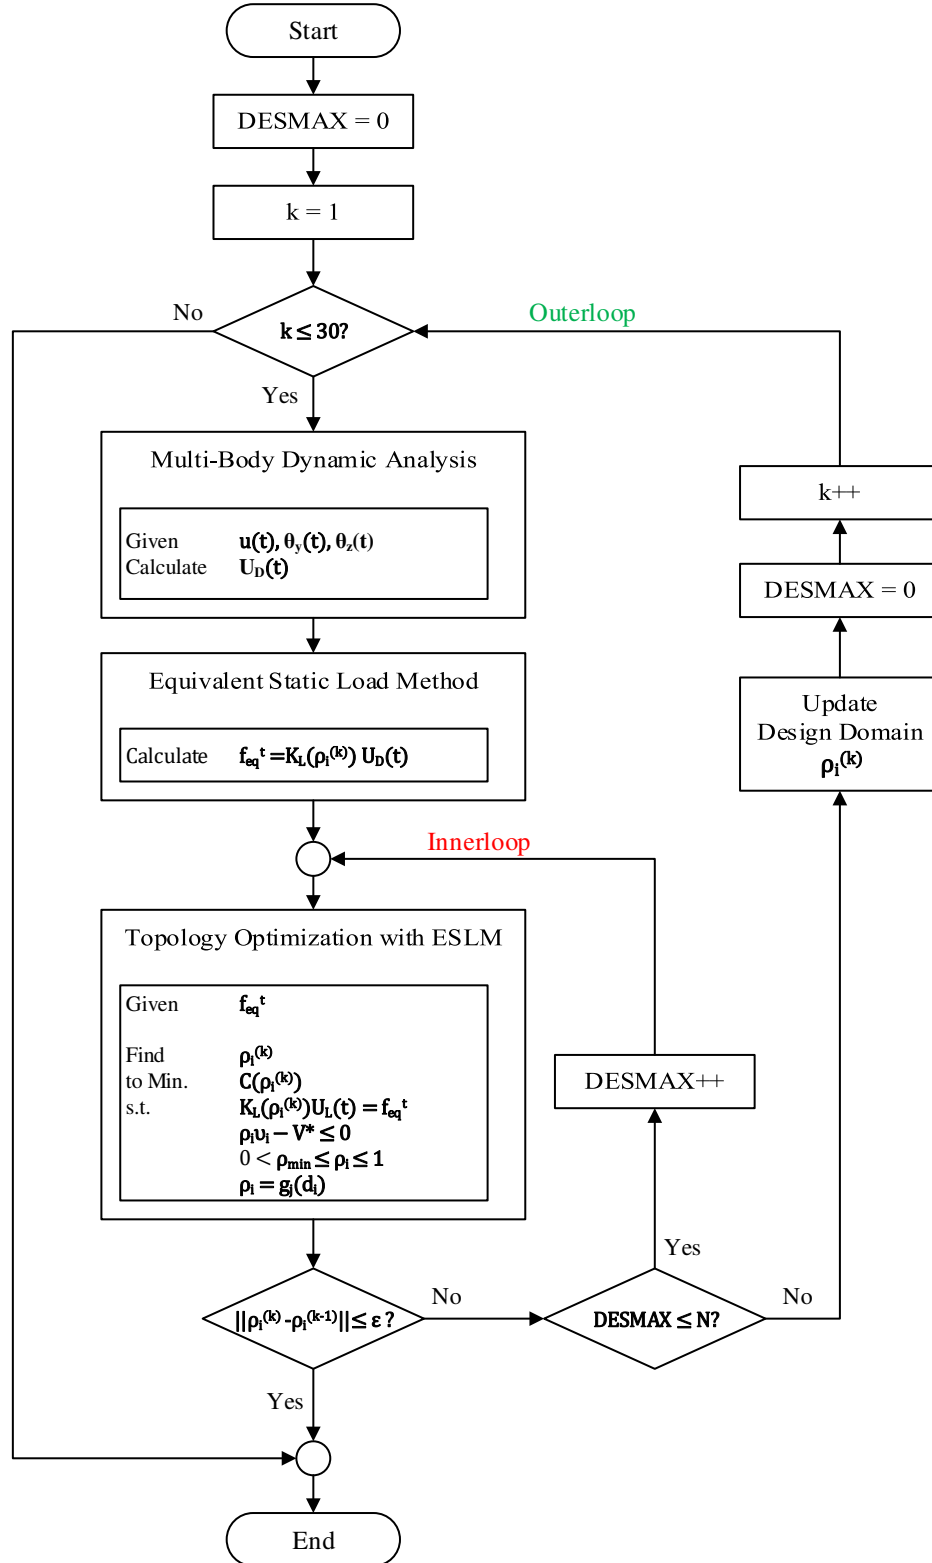 Start
DESMAX = 0
k = 1
No
k ≤ 30?
Outerloop
Yes
Multi-Body Dynamic Analysis
Given u(t), θy(t), θz(t)
Calculate UD(t)
k++
DESMAX = 0
Equivalent Static Load Method
Calculate feq^t =KL(ρi^(k)) UD(t)
Update
Design Domain
ρi^(k)
Innerloop
Topology Optimization with ESLM
Given feq^t
Find ρi^(k)
to Min. C(ρi^(k))
s.t. KL(ρi^(k))UL(t) = feq^t
ρiυi – V* ≤ 0
0 < ρmin ≤ ρi ≤ 1
ρi = gj(di)
DESMAX++
Yes
||ρi^(k) -ρi^(k-1)|| ≤ ε ?
No
DESMAX ≤ N?
No
Yes
End